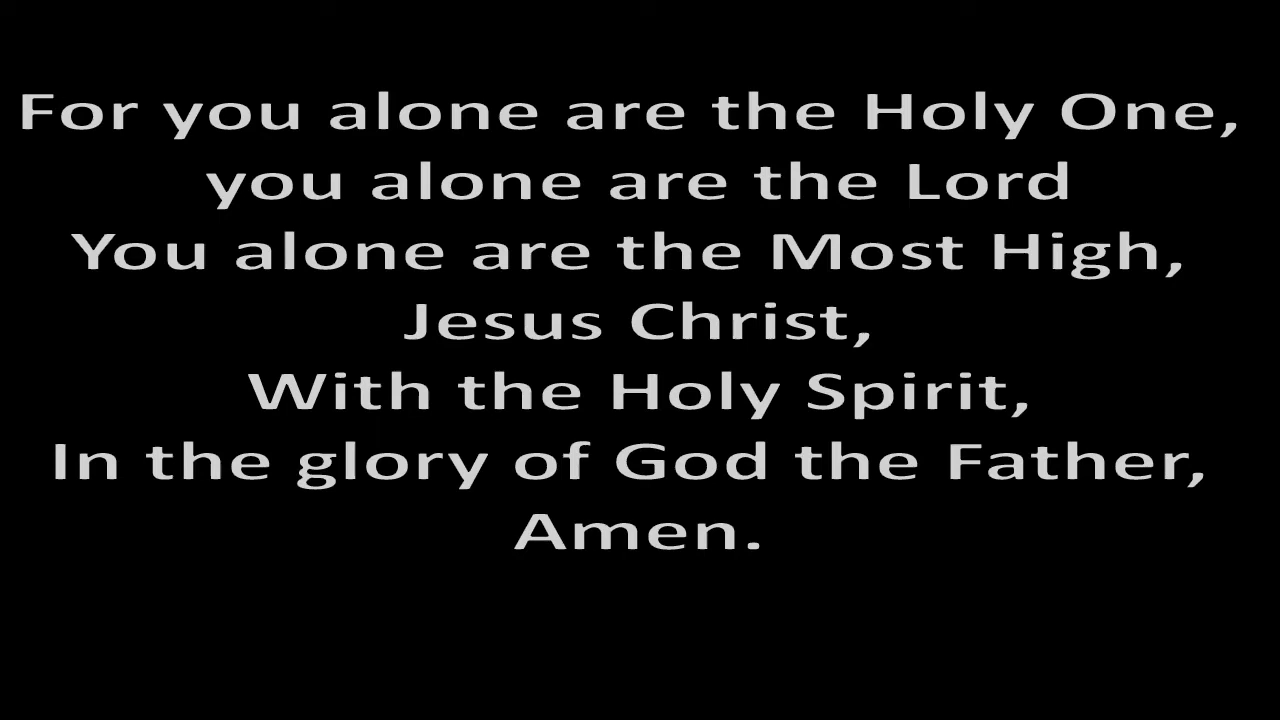 For you alone are the Holy One,
you alone are the Lord
You alone are the Most High,
Jesus Christ,
With the Holy Spirit,
In the glory of God the Father,
Amen.